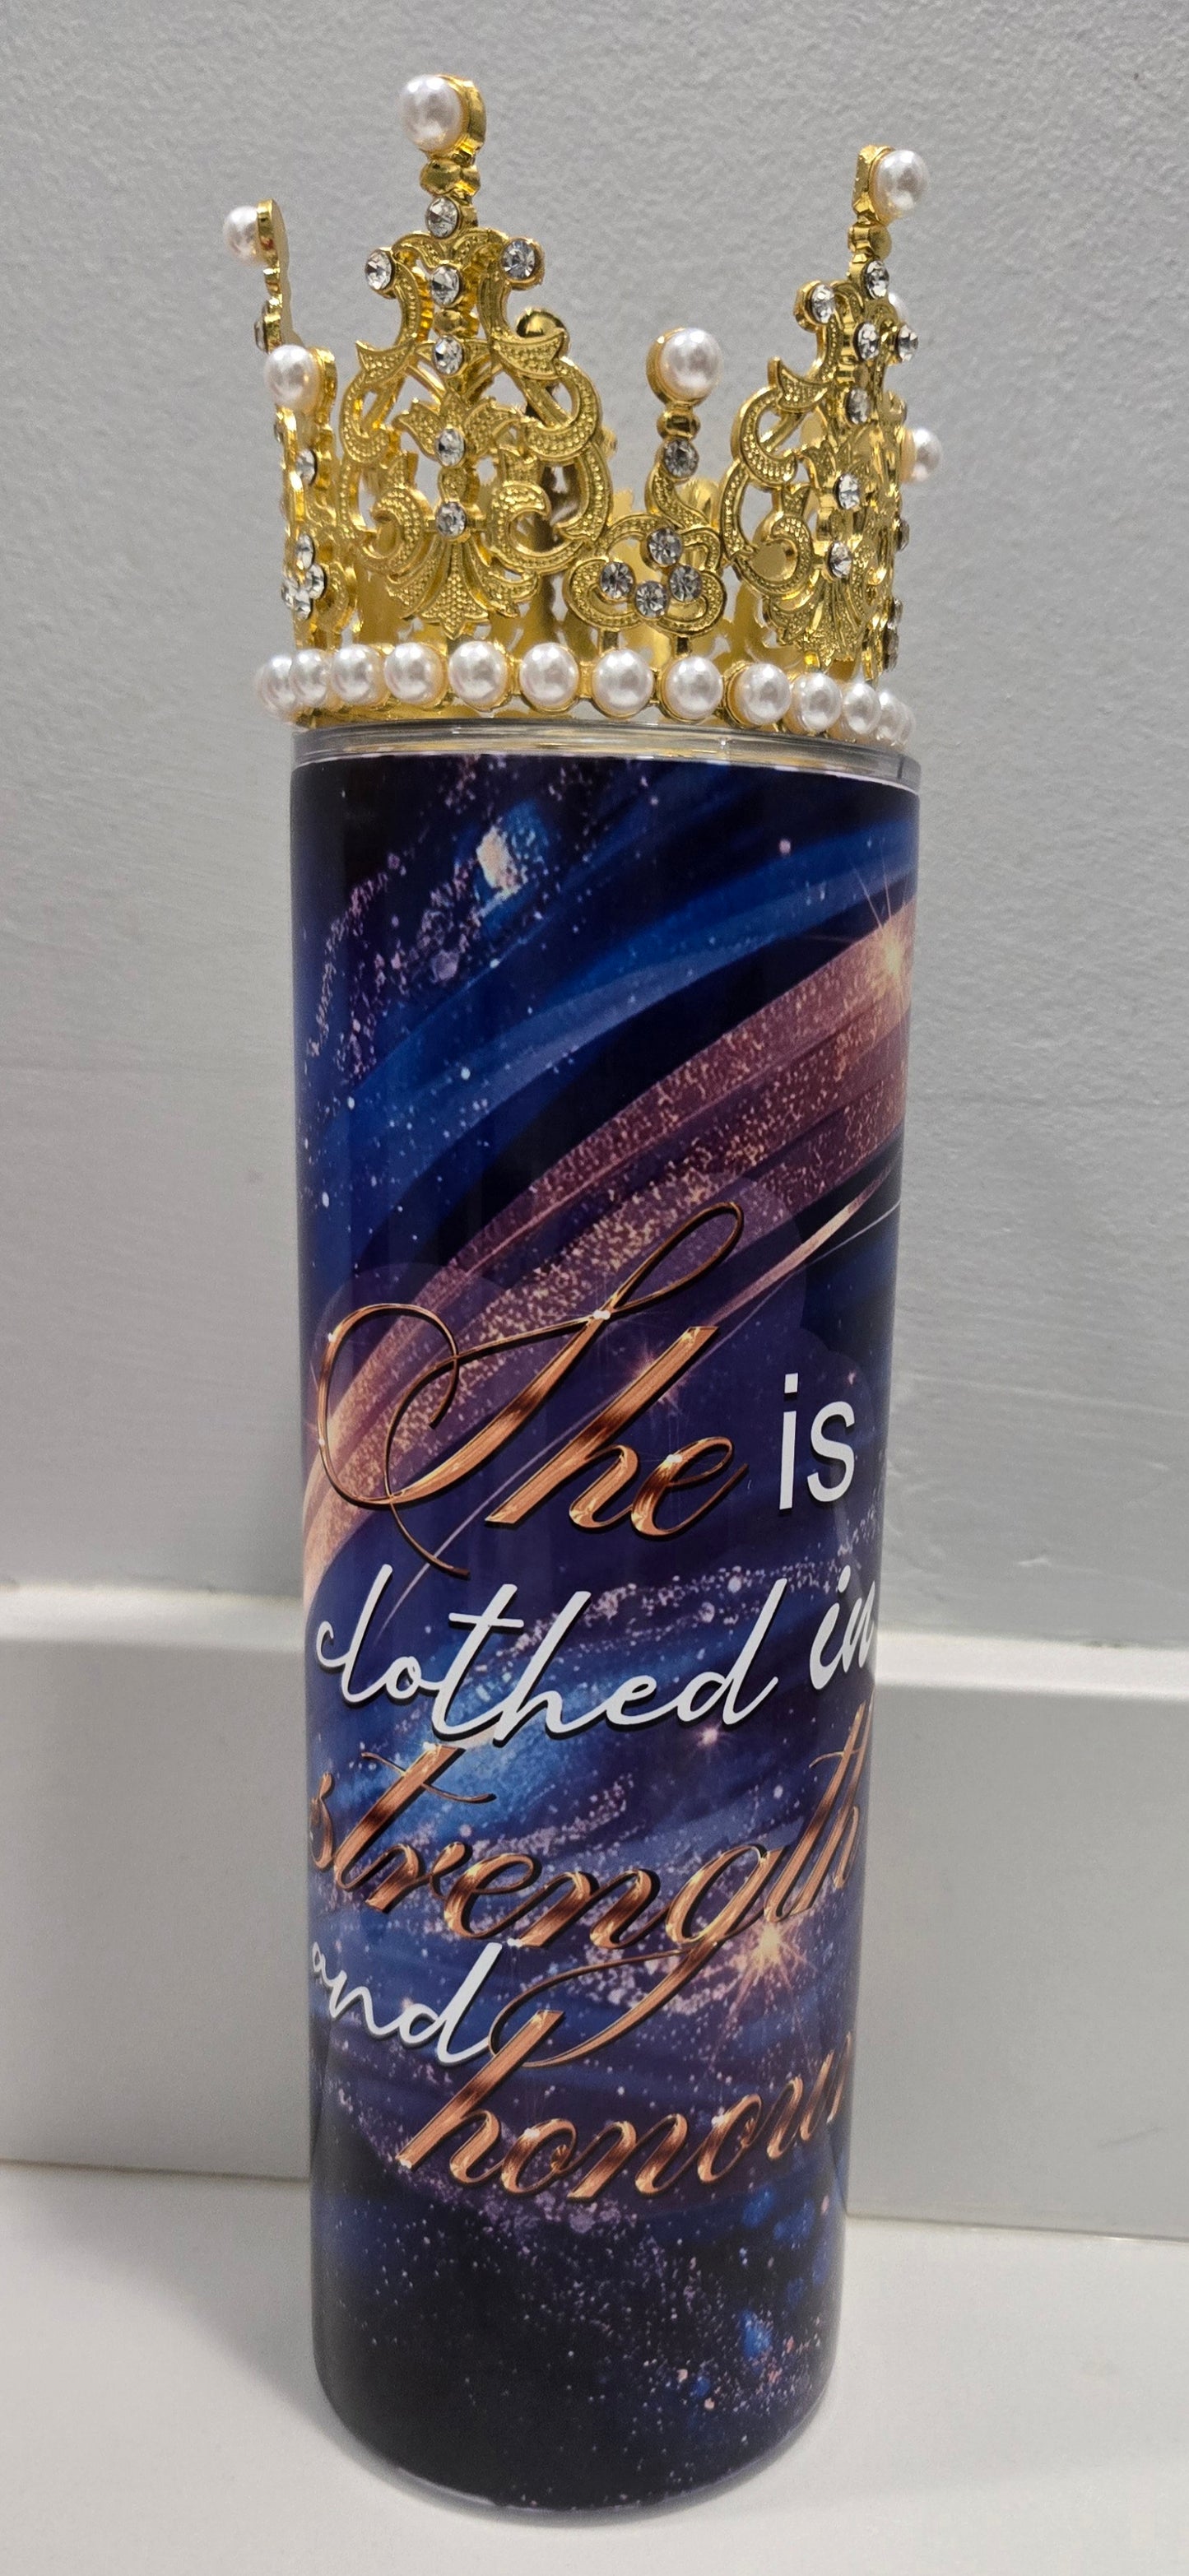 She is
clothed in
strength
and
honour